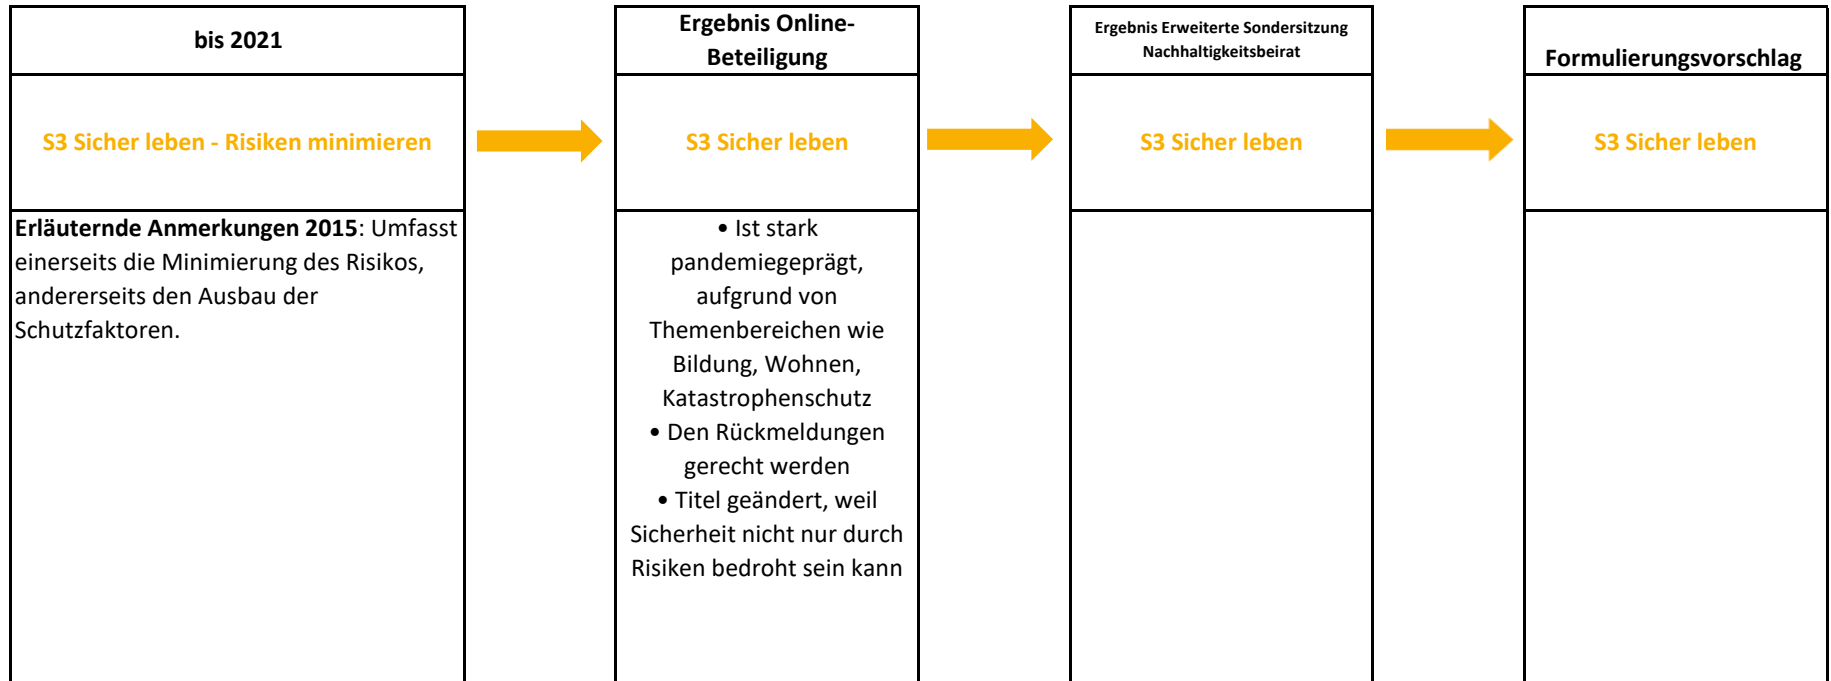 bis 2021
S3 Sicher leben - Risiken minimieren
Erläuternde Anmerkungen 2015: Umfasst
einerseits die Minimierung des Risikos,
andererseits den Ausbau der
Schutzfaktoren.
Ergebnis Online-
Beteiligung
S3 Sicher leben
• Ist stark
pandemiegeprägt,
aufgrund von
Themenbereichen wie
Bildung, Wohnen,
Katastrophenschutz
• Den Rückmeldungen
gerecht werden
• Titel geändert, weil
Sicherheit nicht nur durch
Risiken bedroht sein kann
Ergebnis Erweiterte Sondersitzung
Nachhaltigkeitsbeirat
S3 Sicher leben
Formulierungsvorschlag
S3 Sicher leben